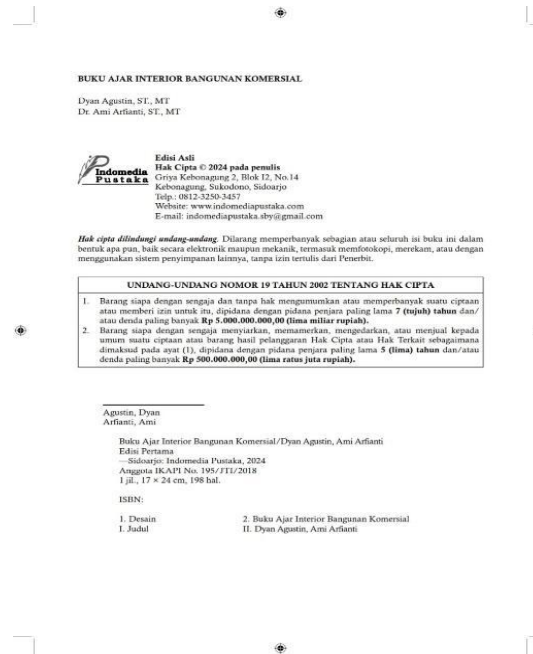 BUKU AJAR INTERIOR BANGUNAN KOMERSIAL
Dyan Agustin, ST., MT
Dr. Ami Arfianti, ST., MT
Indomedia
Pustaka
Edisi Asli
Hak Cipta © 2024 pada penulis
Griya Kebonagung 2, Blok I2, No.14
Kebonagung, Sukodono, Sidoarjo
Telp.: 0812-3250-3457
Website: www.indomediapustaka.com
E-mail: indomediapustaka.sby@gmail.com
Hak cipta dilindungi undang-undang. Dilarang memperbanyak sebagian atau seluruh isi buku ini dalam
bentuk apa pun, baik secara elektronik maupun mekanik, termasuk memfotokopi, merekam, atau dengan
menggunakan sistem penyimpanan lainnya, tanpa izin tertulis dari Penerbit.
UNDANG-UNDANG NOMOR 19 TAHUN 2002 TENTANG HAK CIPTA
1. Barang siapa dengan sengaja dan tanpa hak mengumumkan atau memperbanyak suatu ciptaan
atau memberi izin untuk itu, dipidana dengan pidana penjara paling lama 7 (tujuh) tahun dan/
atau denda paling banyak Rp 5.000.000.000,00 (lima miliar rupiah).
2. Barang siapa dengan sengaja menyiarkan, memamerkan, mengedarkan, atau menjual kepada
umum suatu ciptaan atau barang hasil pelanggaran Hak Cipta atau Hak Terkait sebagaimana
dimaksud pada ayat (1), dipidana dengan pidana penjara paling lama 5 (lima) tahun dan/atau
denda paling banyak Rp 500.000.000,00 (lima ratus juta rupiah).
Agustin, Dyan
Arfianti, Ami
Buku Ajar Interior Bangunan Komersial/Dyan Agustin, Ami Arfianti
Edisi Pertama
—Sidoarjo: Indomedia Pustaka, 2024
Anggota IKAPI No. 195/JTI/2018
1 jil., 17 × 24 cm, 198 hal.
ISBN:
1. Desain 2. Buku Ajar Interior Bangunan Komersial
I. Judul II. Dyan Agustin, Ami Arfianti